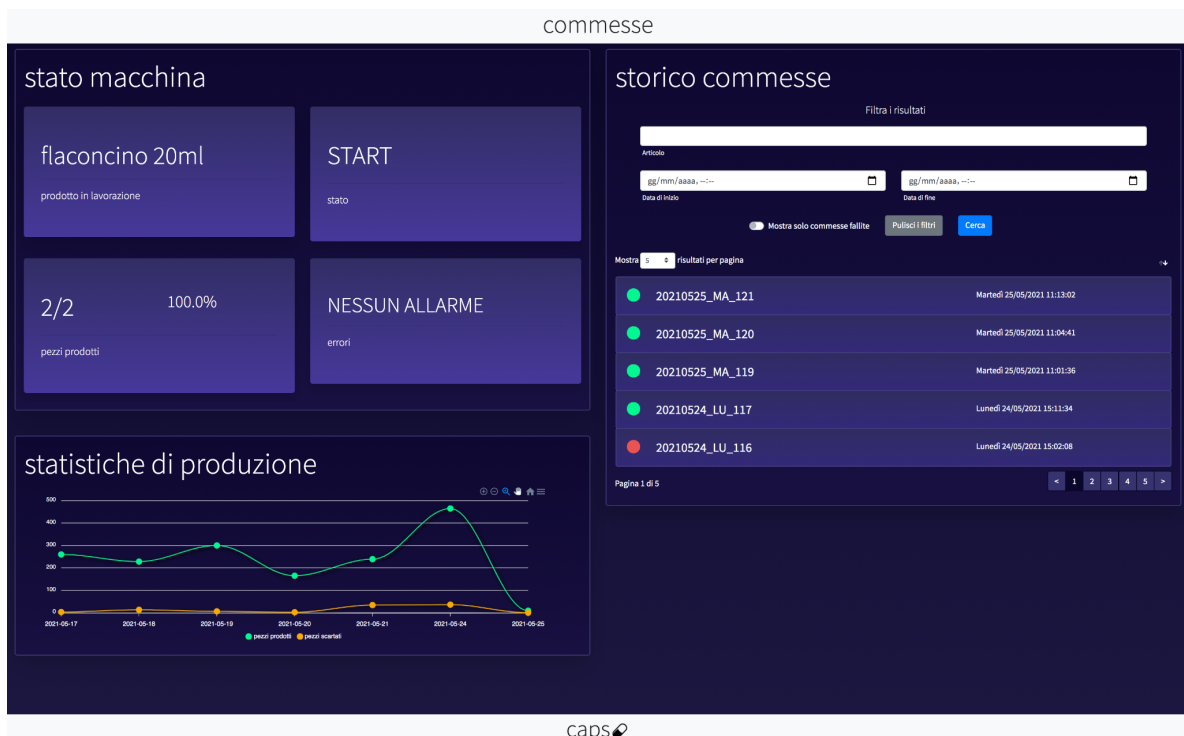 commesse
stato macchina
flaconcino 20ml
prodotto in lavorazione
START
stato
2/2
100.0%
pezzi prodotti
NESSUN ALLARME
errori
statistiche di produzione
500
400
300
200
100
0
2021-05-17 2021-05-18 2021-05-19 2021-05-20 2021-05-21 2021-05-24 2021-05-25
pezzi prodotti pezzi scartati
storico commesse
Filtra i risultati
Articolo
gg/mm/aaaa, --:-- gg/mm/aaaa, --:--
Data di inizio Data di fine
Mostra solo commesse fallite Pulisci i filtri Cerca
Mostra 5 risultati per pagina
20210525_MA_121 Martedì 25/05/2021 11:13:02
20210525_MA_120 Martedì 25/05/2021 11:04:41
20210525_MA_119 Martedì 25/05/2021 11:01:36
20210524_LU_117 Lunedì 24/05/2021 15:11:34
20210524_LU_116 Lunedì 24/05/2021 15:02:08
Pagina 1 di 5 < 1 2 3 4 5 >
caps